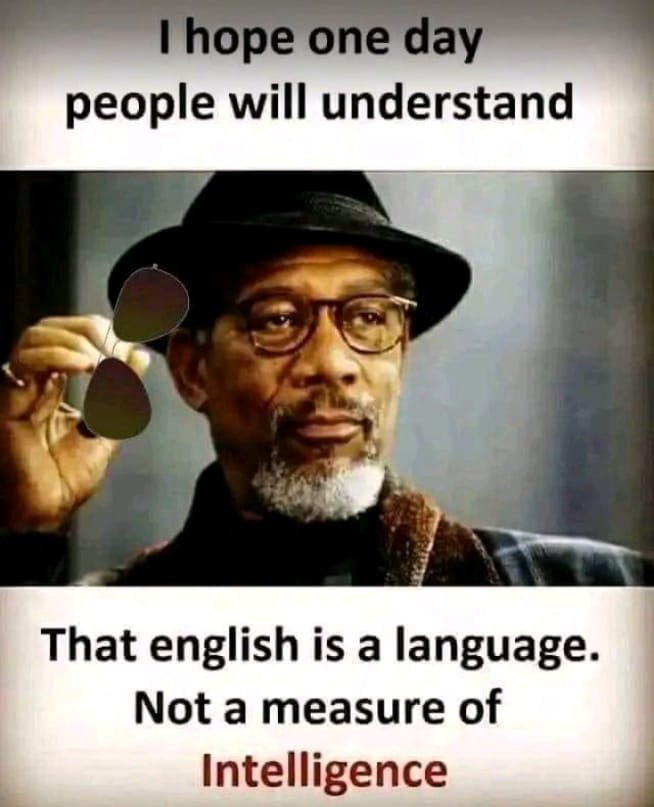 I hope one day
people will understand
That english is a language.
Not a measure of
Intelligence